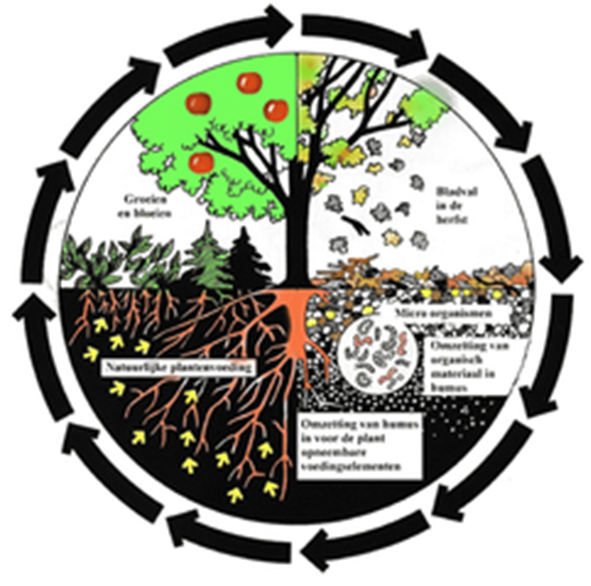 Groeien
en bloeien
Bladval
in de
herfst
Micro organismen
Omzetting van
organisch
materiaal in
humus
Natuurlijke plantenvoeding
Omzetting van humus
in voor de plant
opneembare
voedingselementen